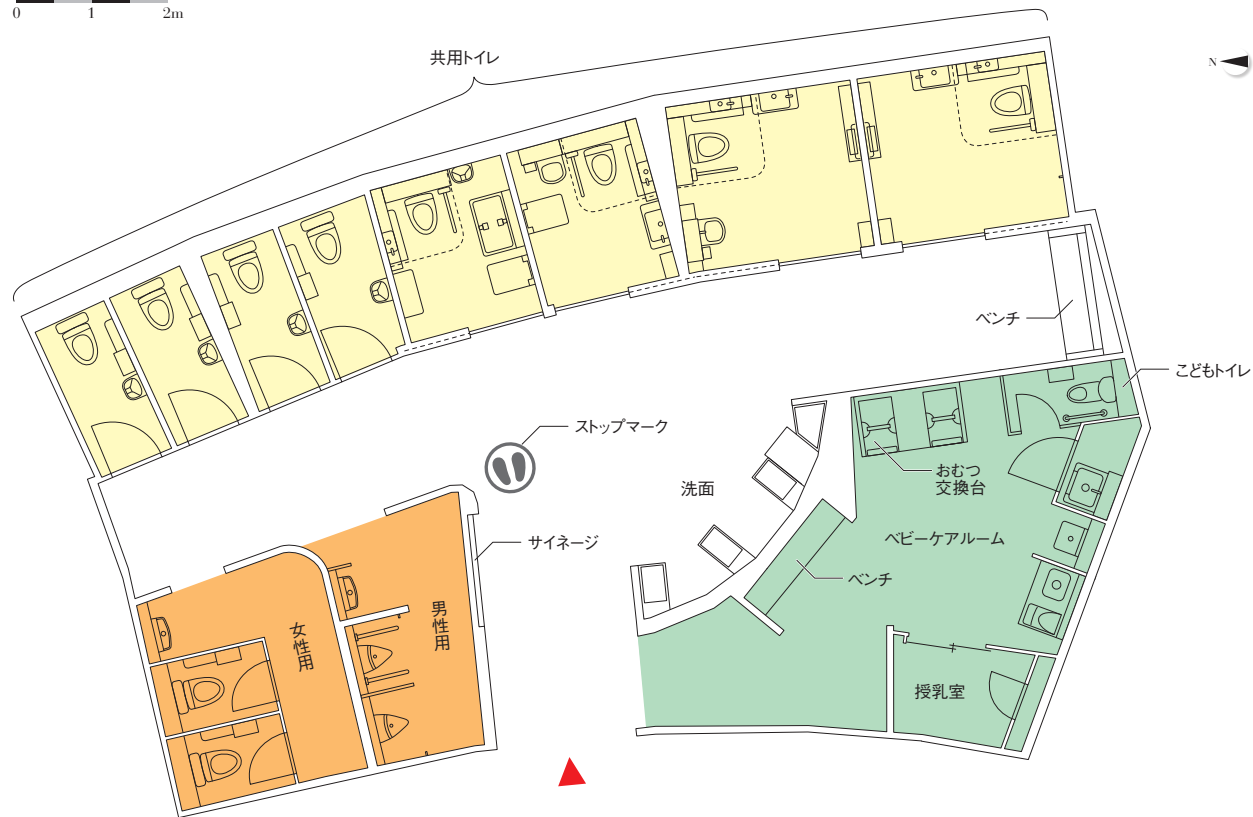 0 1 2m
共用トイレ
N
ベンチ
こどもトイレ
ストップマーク
おむつ
交換台
洗面
サイネージ
ベビーケアルーム
ベンチ
男性用
女性用
授乳室